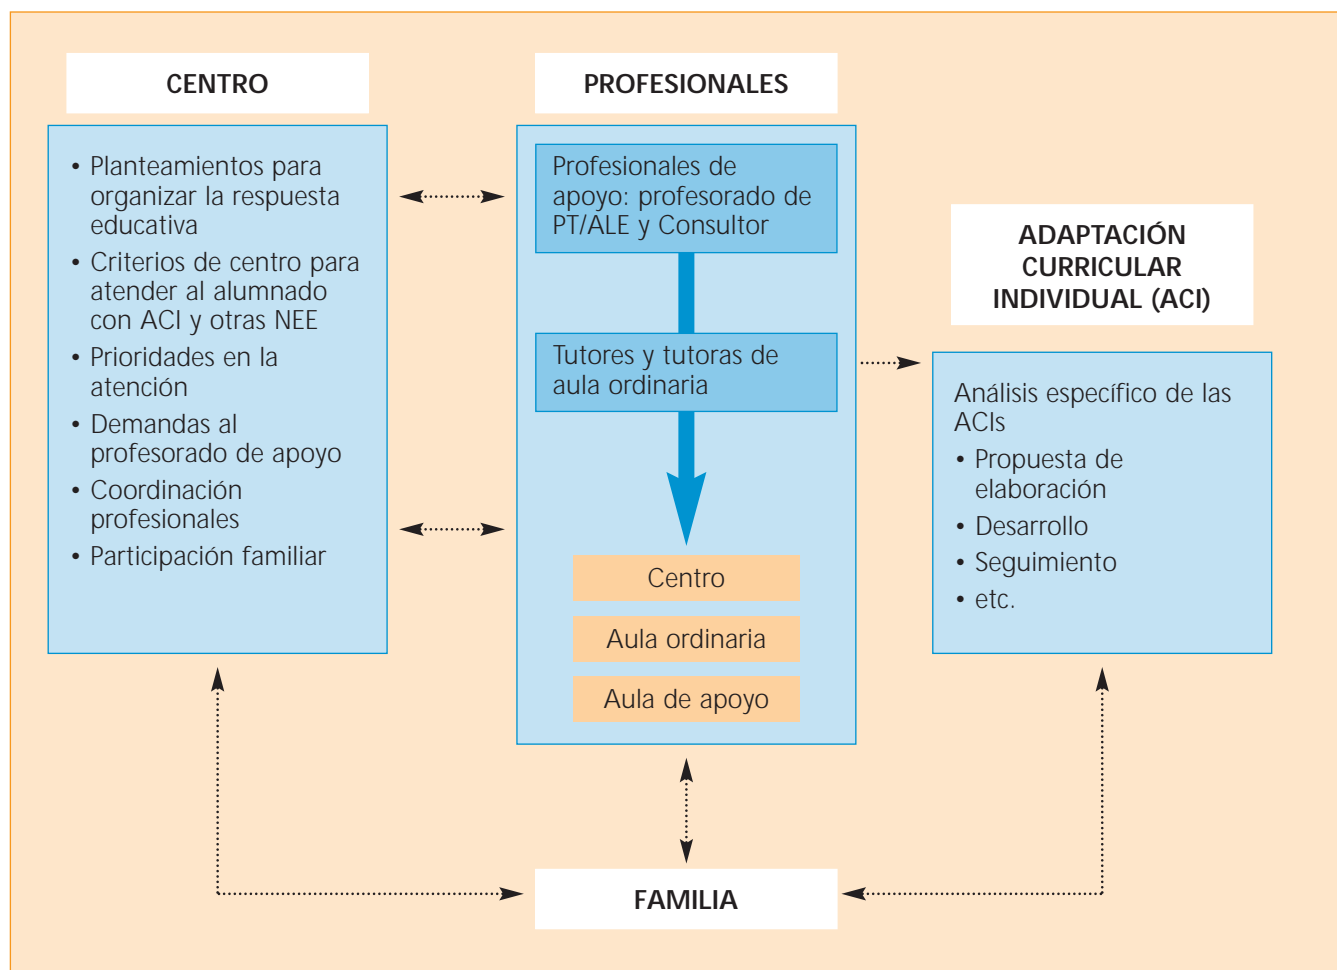 CENTRO
• Planteamientos para
organizar la respuesta
educativa
• Criterios de centro para
atender al alumnado
con ACI y otras NEE
• Prioridades en la
atención
• Demandas al
profesorado de apoyo
• Coordinación
profesionales
• Participación familiar
PROFESIONALES
Profesionales de
apoyo: profesorado de
PT/ALE y Consultor
Tutores y tutoras de
aula ordinaria
Centro
Aula ordinaria
Aula de apoyo
ADAPTACIÓN
CURRICULAR
INDIVIDUAL (ACI)
Análisis específico de las
ACIs
• Propuesta de
elaboración
• Desarrollo
• Seguimiento
• etc.
FAMILIA